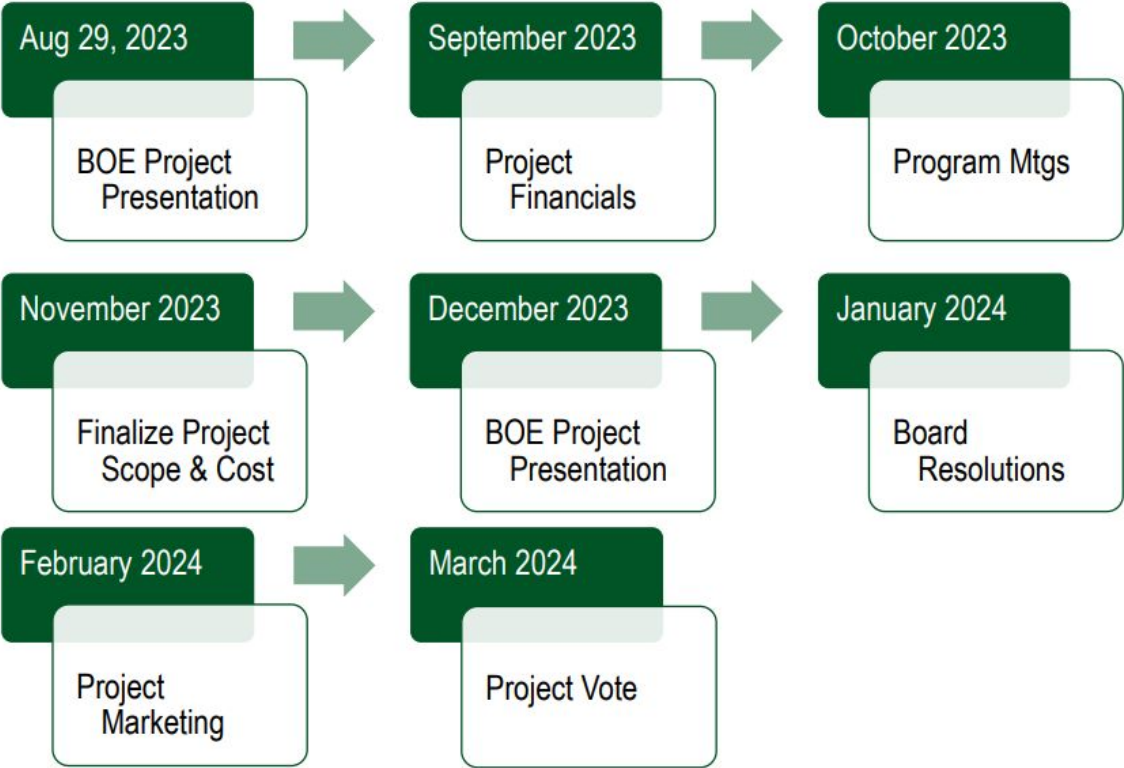 Aug 29, 2023
BOE Project
Presentation
September 2023
Project
Financials
October 2023
Program Mtgs
November 2023
Finalize Project
Scope & Cost
December 2023
BOE Project
Presentation
January 2024
Board
Resolutions
February 2024
Project
Marketing
March 2024
Project Vote